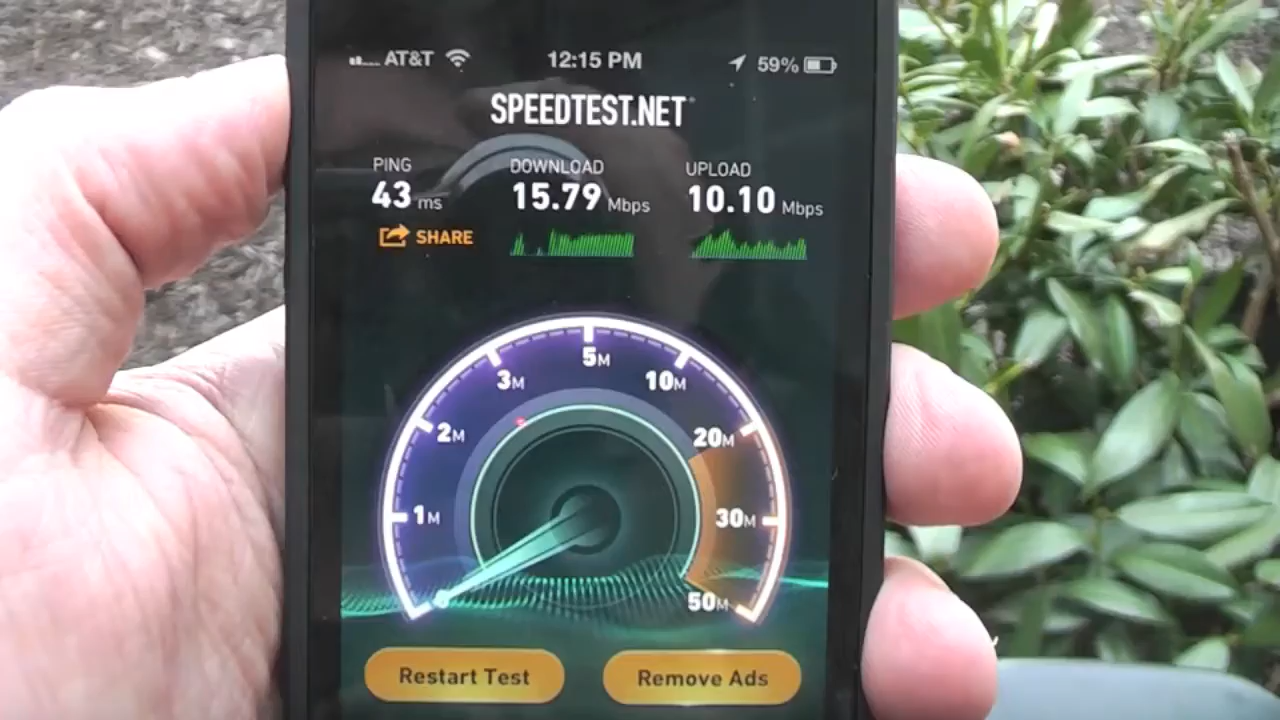 AT&T 12:15 PM 59%
SPEEDTEST.NET
PING DOWNLOAD UPLOAD
43 ms 15.79 Mbps 10.10 Mbps
SHARE
5M
3M 10M
2M 20M
1M 30M
0 50M
Restart Test Remove Ads